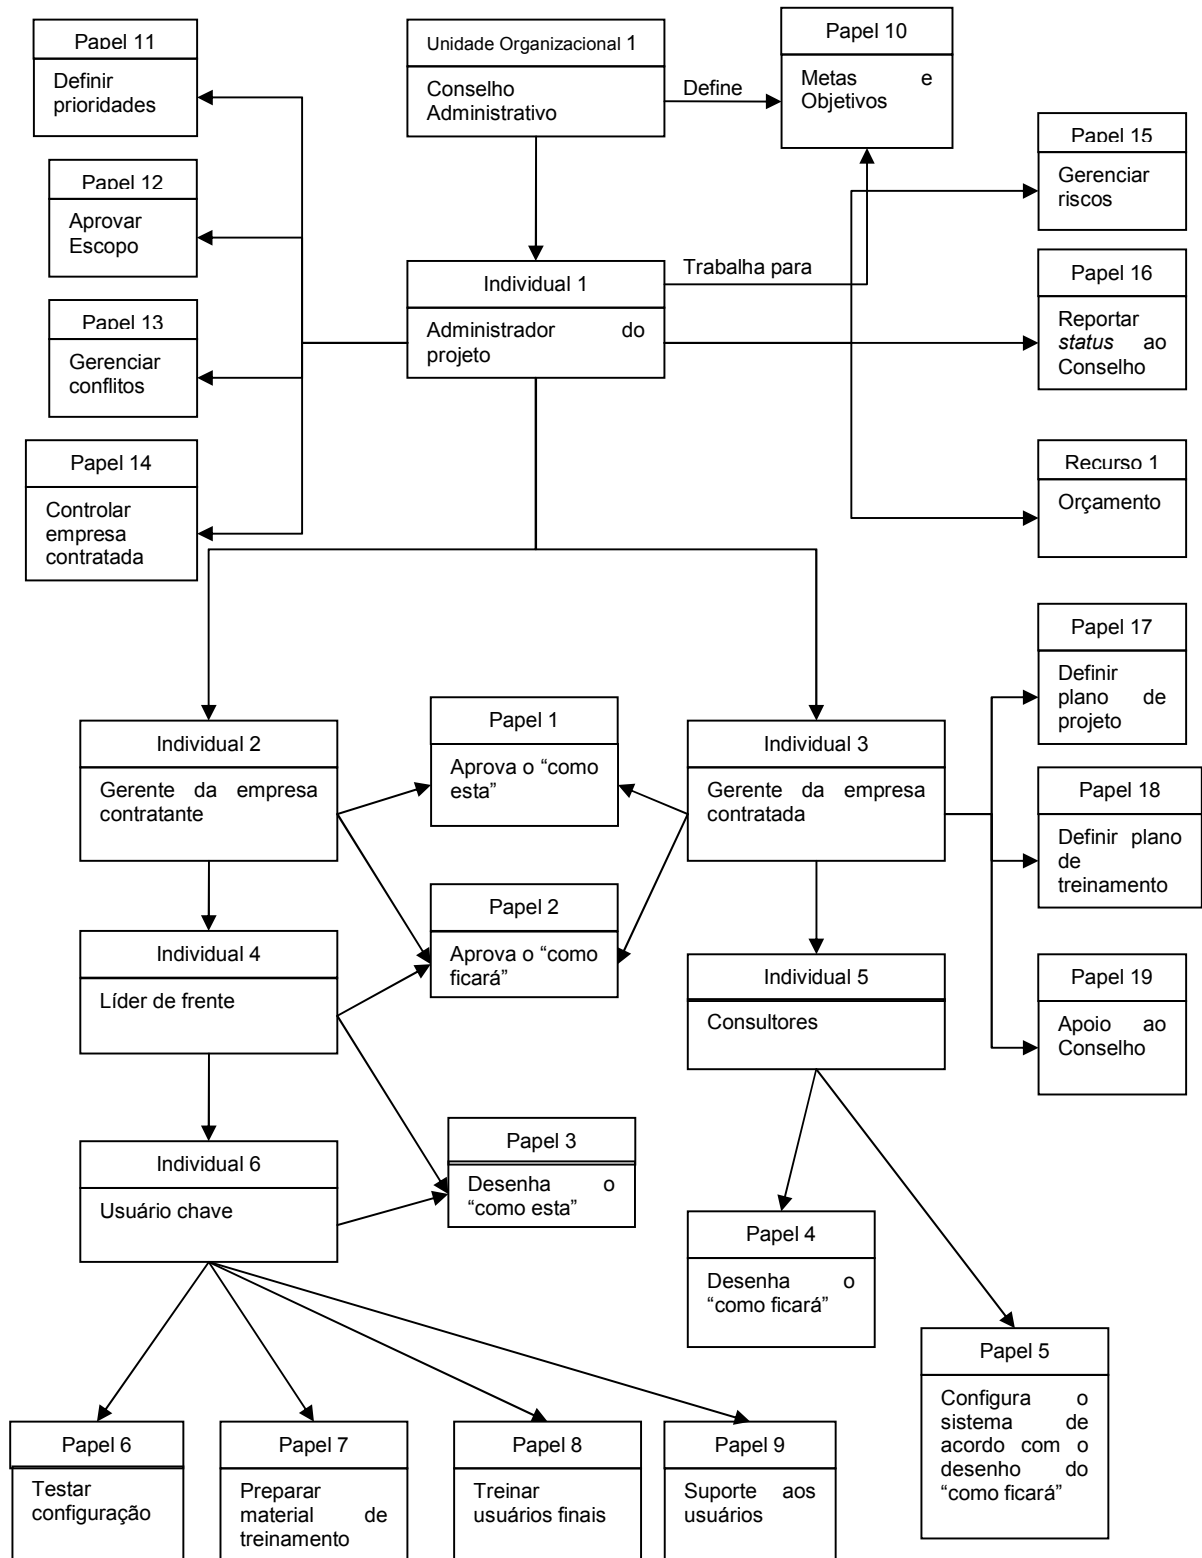 Papel 11
Definir
prioridades
Unidade Organizacional 1
Conselho
Administrativo
Define
Papel 10
Metas e
Objetivos
Papel 12
Aprovar
Escopo
Papel 15
Gerenciar
riscos
Individual 1
Administrador do
projeto
Trabalha para
Papel 16
Reportar
status ao
Conselho
Papel 13
Gerenciar
conflitos
Papel 14
Controlar
empresa
contratada
Recurso 1
Orçamento
Papel 17
Definir
plano de
projeto
Individual 2
Gerente da empresa
contratante
Papel 1
Aprova o “como
esta”
Individual 3
Gerente da empresa
contratada
Papel 18
Definir plano
de
treinamento
Papel 2
Aprova o “como
ficará”
Individual 4
Líder de frente
Individual 5
Consultores
Papel 19
Apoio ao
Conselho
Papel 3
Desenha o
“como esta”
Individual 6
Usuário chave
Papel 4
Desenha o
“como ficará”
Papel 5
Configura o
sistema de
acordo com o
desenho do
“como ficará”
Papel 6
Testar
configuração
Papel 7
Preparar
material de
treinamento
Papel 8
Treinar
usuários finais
Papel 9
Suporte aos
usuários